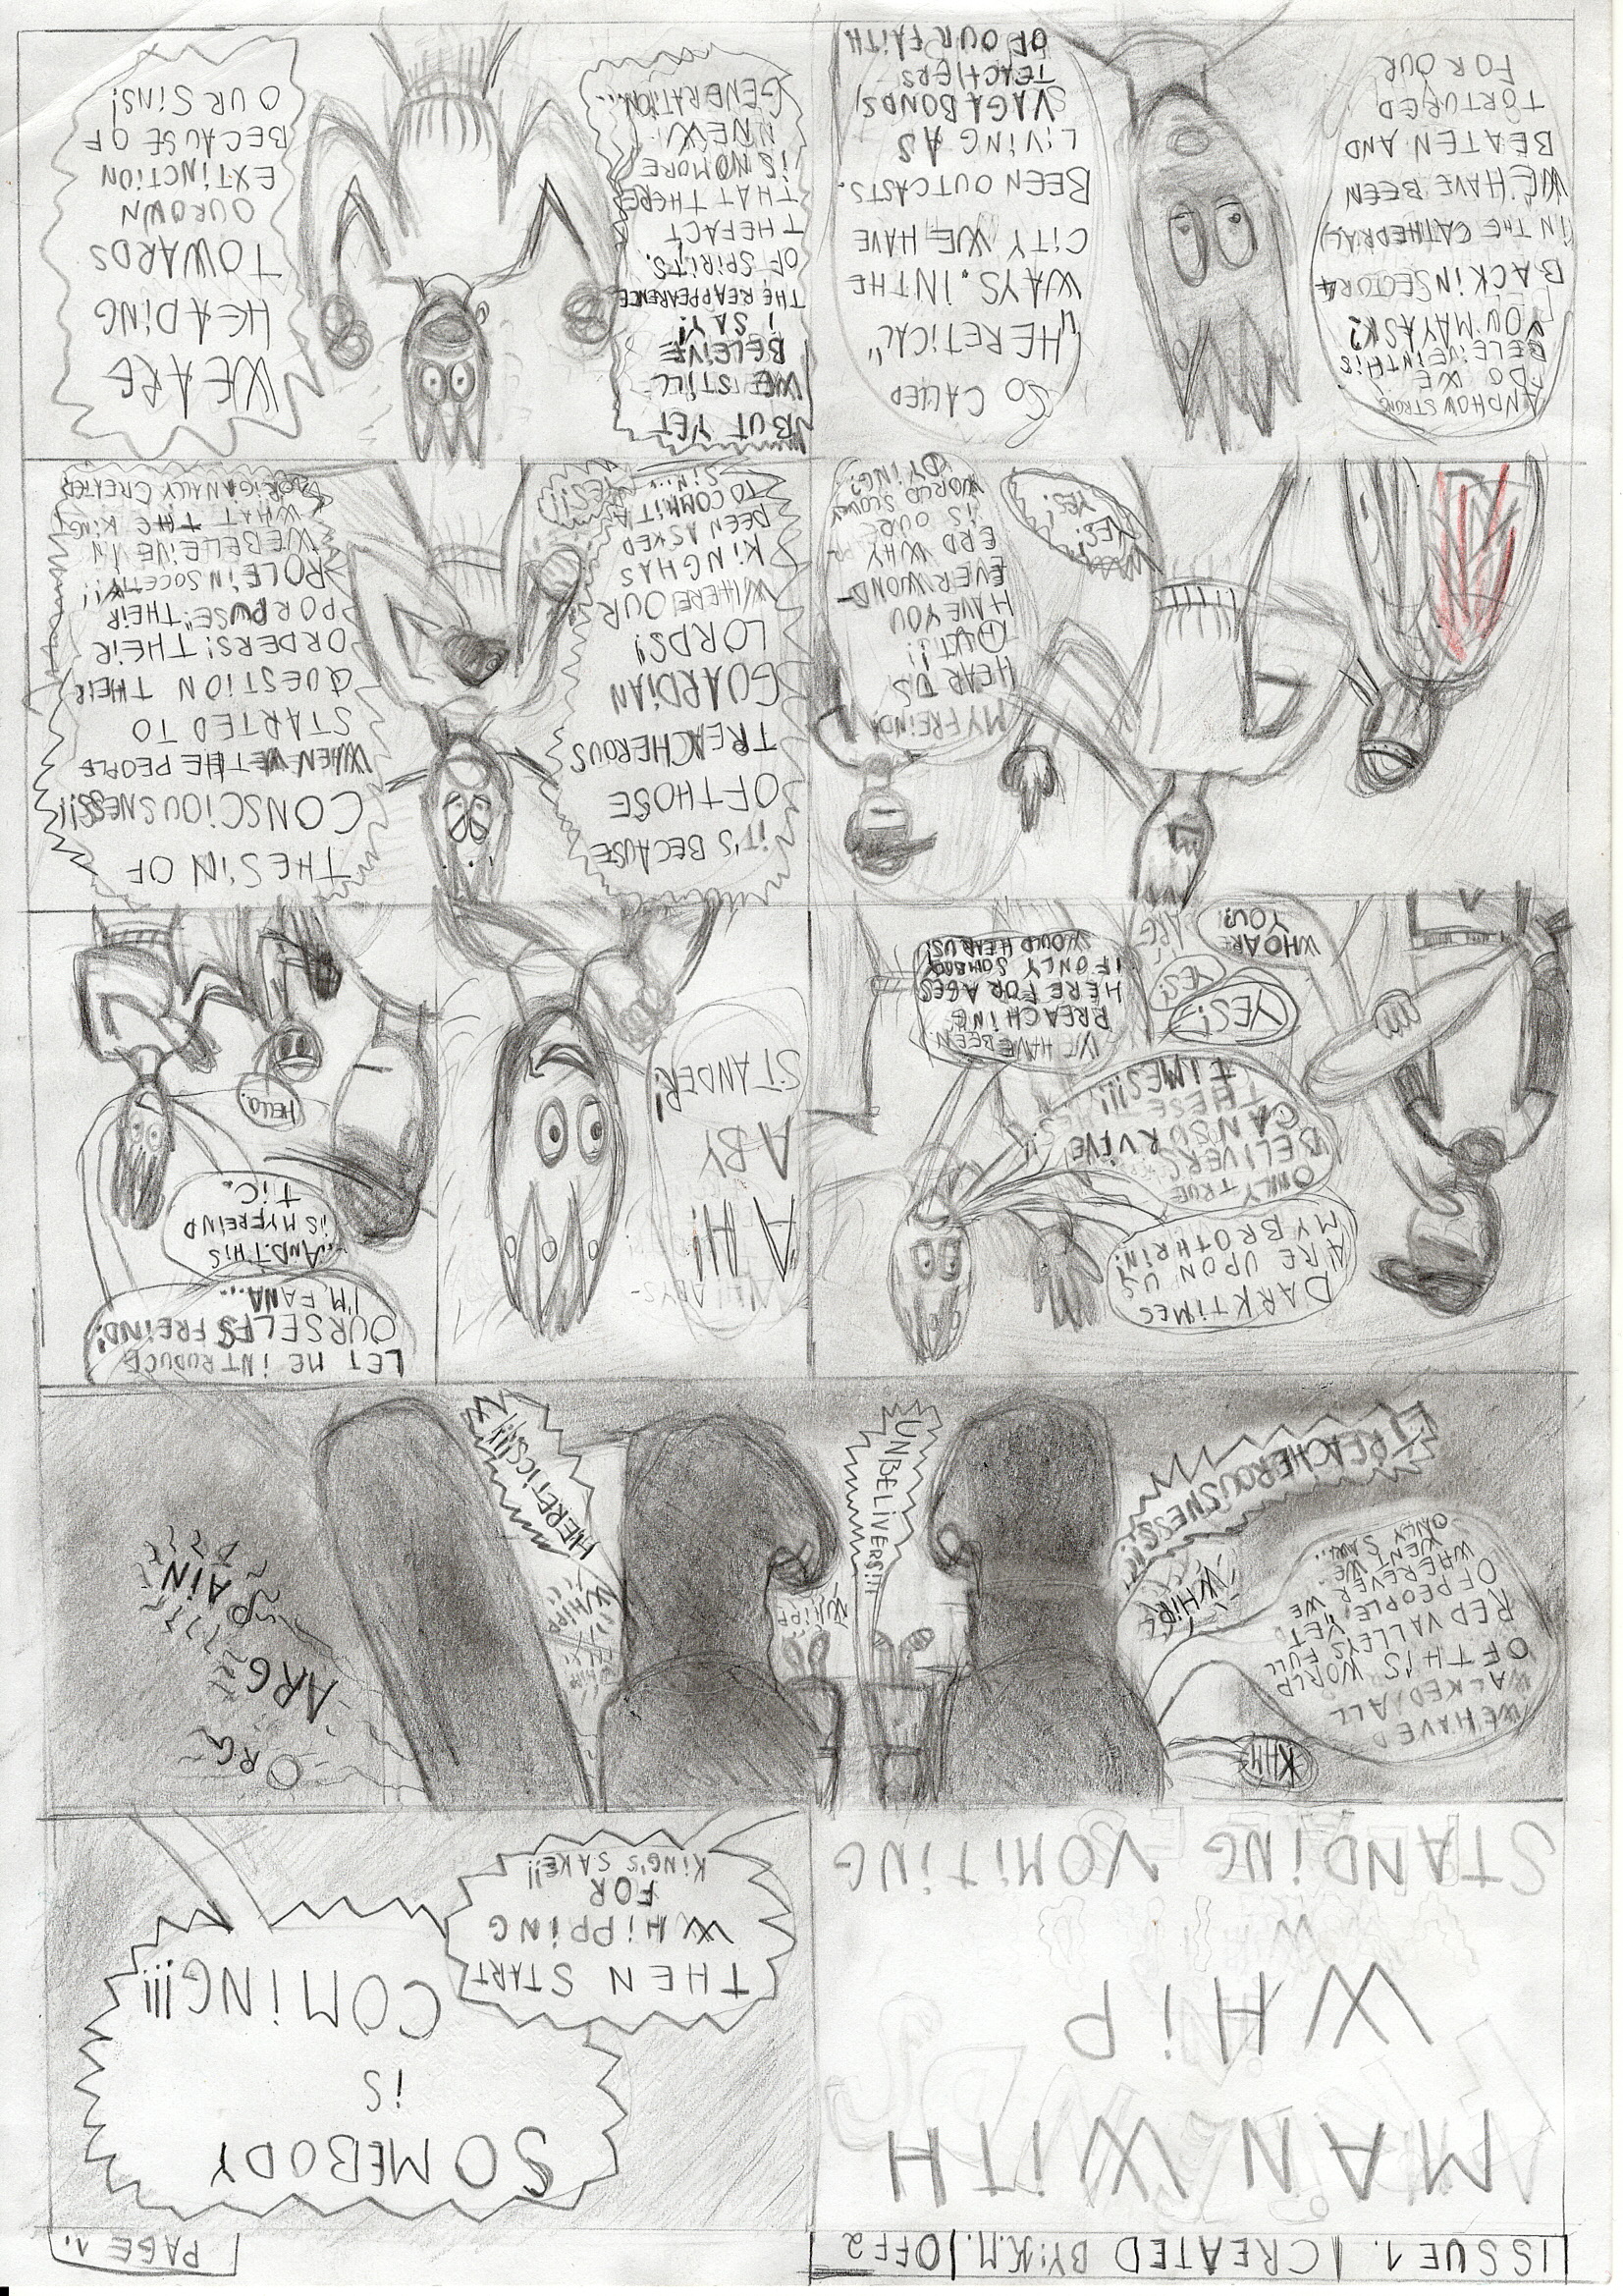 ISSUE 1. CREATED BY: K.M. OFF 2
PAGE 1.
MAN WITH
WHIP
STANDING VOMITING
SOMEBODY
IS
COMING!!!
THEN START
WHIPPING
FOR
KING'S SAKE!!
KHM
WE HAVED
WALKED ALL
OF THIS WORLD
RED VALLEYS FULL
OF PEOPLE, YET
WHEREVER WE
WENT WE
ONLY SAW...
WHIP
TREACHEROUSNESS!!
UNBELIVERS!!!
WHIPP
WHIPP
HERETICS!!!
ORG
ARG
PAIN
DARK TIMES
ARE UPON US
MY BROTHRIN!
ONLY TRUE
BELIVERS
CAN SURVIVE
THESE
TIMES!!!
YES!
YES!
WE HAVE BEEN
PREACHING
HERE FOR AGES
IF ONLY SOMBODY
WOULD HEAR US!
WHO ARE
YOU?
ARG
AH!
A BY
STANDER!
LET ME INTRODUCE
OURSELFS FREIND!
I'M FANA...
..AND THIS
IS MY FREIND
TIC.
HELLO..
MY FREIND!
HEAR US
OUT!!
HAVE YOU
EVER WOND-
ERD WHY
IS OUR
WORLD SLOWLY
DYING?
YES!
YES!
IT'S BECAUSE
OF THOSE
TREACHEROUS
GUARDIAN
LORDS!
WHERE OUR
KING HAS
BEEN ASKED
TO COMMIT A
SIN...
YES!!
THE SIN OF
CONSCIOUSNESS!!
WHEN WE THE PEOPLE
STARTED TO
QUESTION THEIR
ORDERS! THEIR
PORPUSE! THEIR
ROLE IN SOCETIY!!
WE BELEIVE IN
WHAT THE KING
ORIGANALLY CREATED
AND HOW STRONG
DO WE
BELEIVE IN THIS
YOU MAY ASK?
BACK IN SECTOR 4
(IN THE CATHEDRIAL)
WE HAVE BEEN
BEATEN AND
TORTURED
FOR OUR
SO CALLED
„HERETICAL"
WAYS. IN THE
CITY WE HAVE
BEEN OUTCASTS.
LIVING AS
VAGABONDS,
TEACHERS
OF OUR FAITH
BUT YET
WE STILL
BELEIVE
I SAY!
THE REAPPEARENCE
OF SPIRITS.
THE FACT
THAT THERE
IS NO MORE
NEW
GENERATION...
WE ARE
HEADING
TOWARDS
OUR OWN
EXTINCTION
BECAUSE OF
OUR SINS!